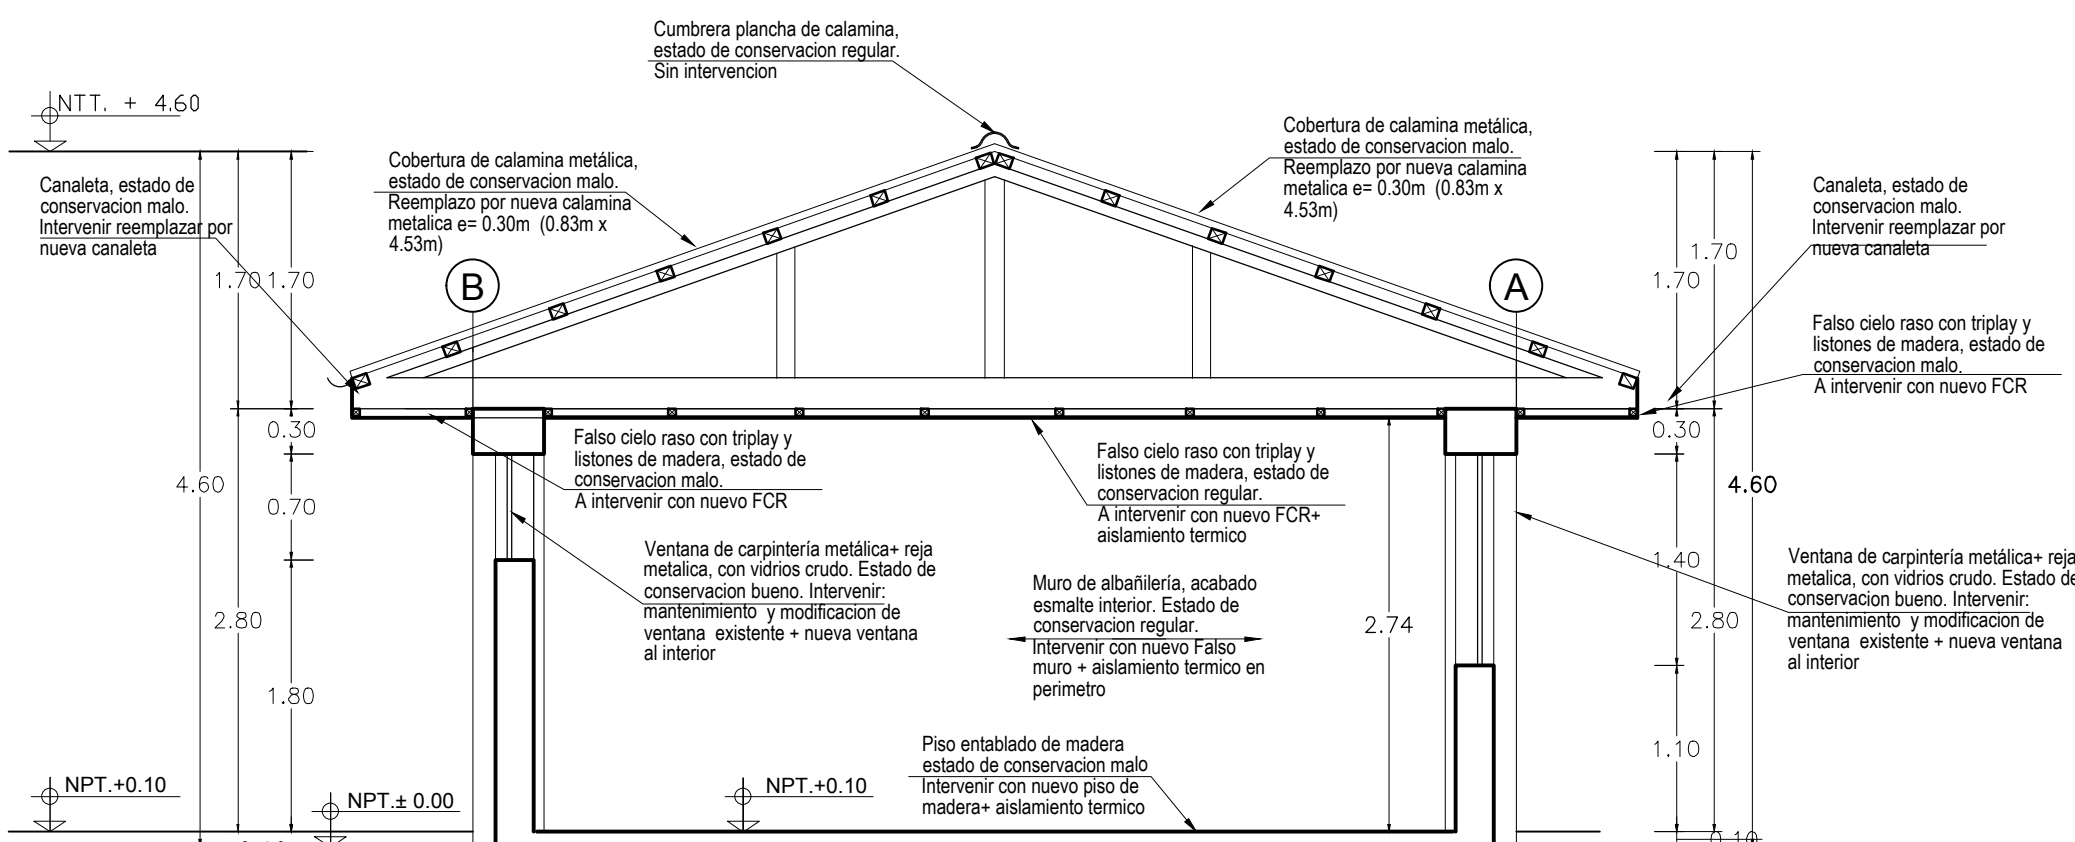 Cumbrera plancha de calamina,
estado de conservacion regular.
Sin intervencion
NTT. + 4.60
Cobertura de calamina metálica,
estado de conservacion malo.
Reemplazo por nueva calamina
metalica e= 0.30m (0.83m x
4.53m)
Cobertura de calamina metálica,
estado de conservacion malo.
Reemplazo por nueva calamina
metalica e= 0.30m (0.83m x
4.53m)
Canaleta, estado de
conservacion malo.
Intervenir reemplazar por
nueva canaleta
Canaleta, estado de
conservacion malo.
Intervenir reemplazar por
nueva canaleta
1.70
1.70
B
A
1.70
1.70
Falso cielo raso con triplay y
listones de madera, estado de
conservacion malo.
A intervenir con nuevo FCR
0.30
0.30
Falso cielo raso con triplay y
listones de madera, estado de
conservacion malo.
A intervenir con nuevo FCR
Falso cielo raso con triplay y
listones de madera, estado de
conservacion regular.
A intervenir con nuevo FCR+
aislamiento termico
4.60
0.70
4.60
Ventana de carpintería metálica+ reja
metalica, con vidrios crudo. Estado de
conservacion bueno. Intervenir:
mantenimiento y modificacion de
ventana existente + nueva ventana
al interior
Muro de albañilería, acabado
esmalte interior. Estado de
conservacion regular.
Intervenir con nuevo Falso
muro + aislamiento termico en
perimetro
1.40
Ventana de carpintería metálica+ reja
metalica, con vidrios crudo. Estado de
conservacion bueno. Intervenir:
mantenimiento y modificacion de
ventana existente + nueva ventana
al interior
2.80
2.74
2.80
1.80
1.10
Piso entablado de madera
estado de conservacion malo
Intervenir con nuevo piso de
madera+ aislamiento termico
NPT.+0.10
NPT.± 0.00
NPT.+0.10
0.10